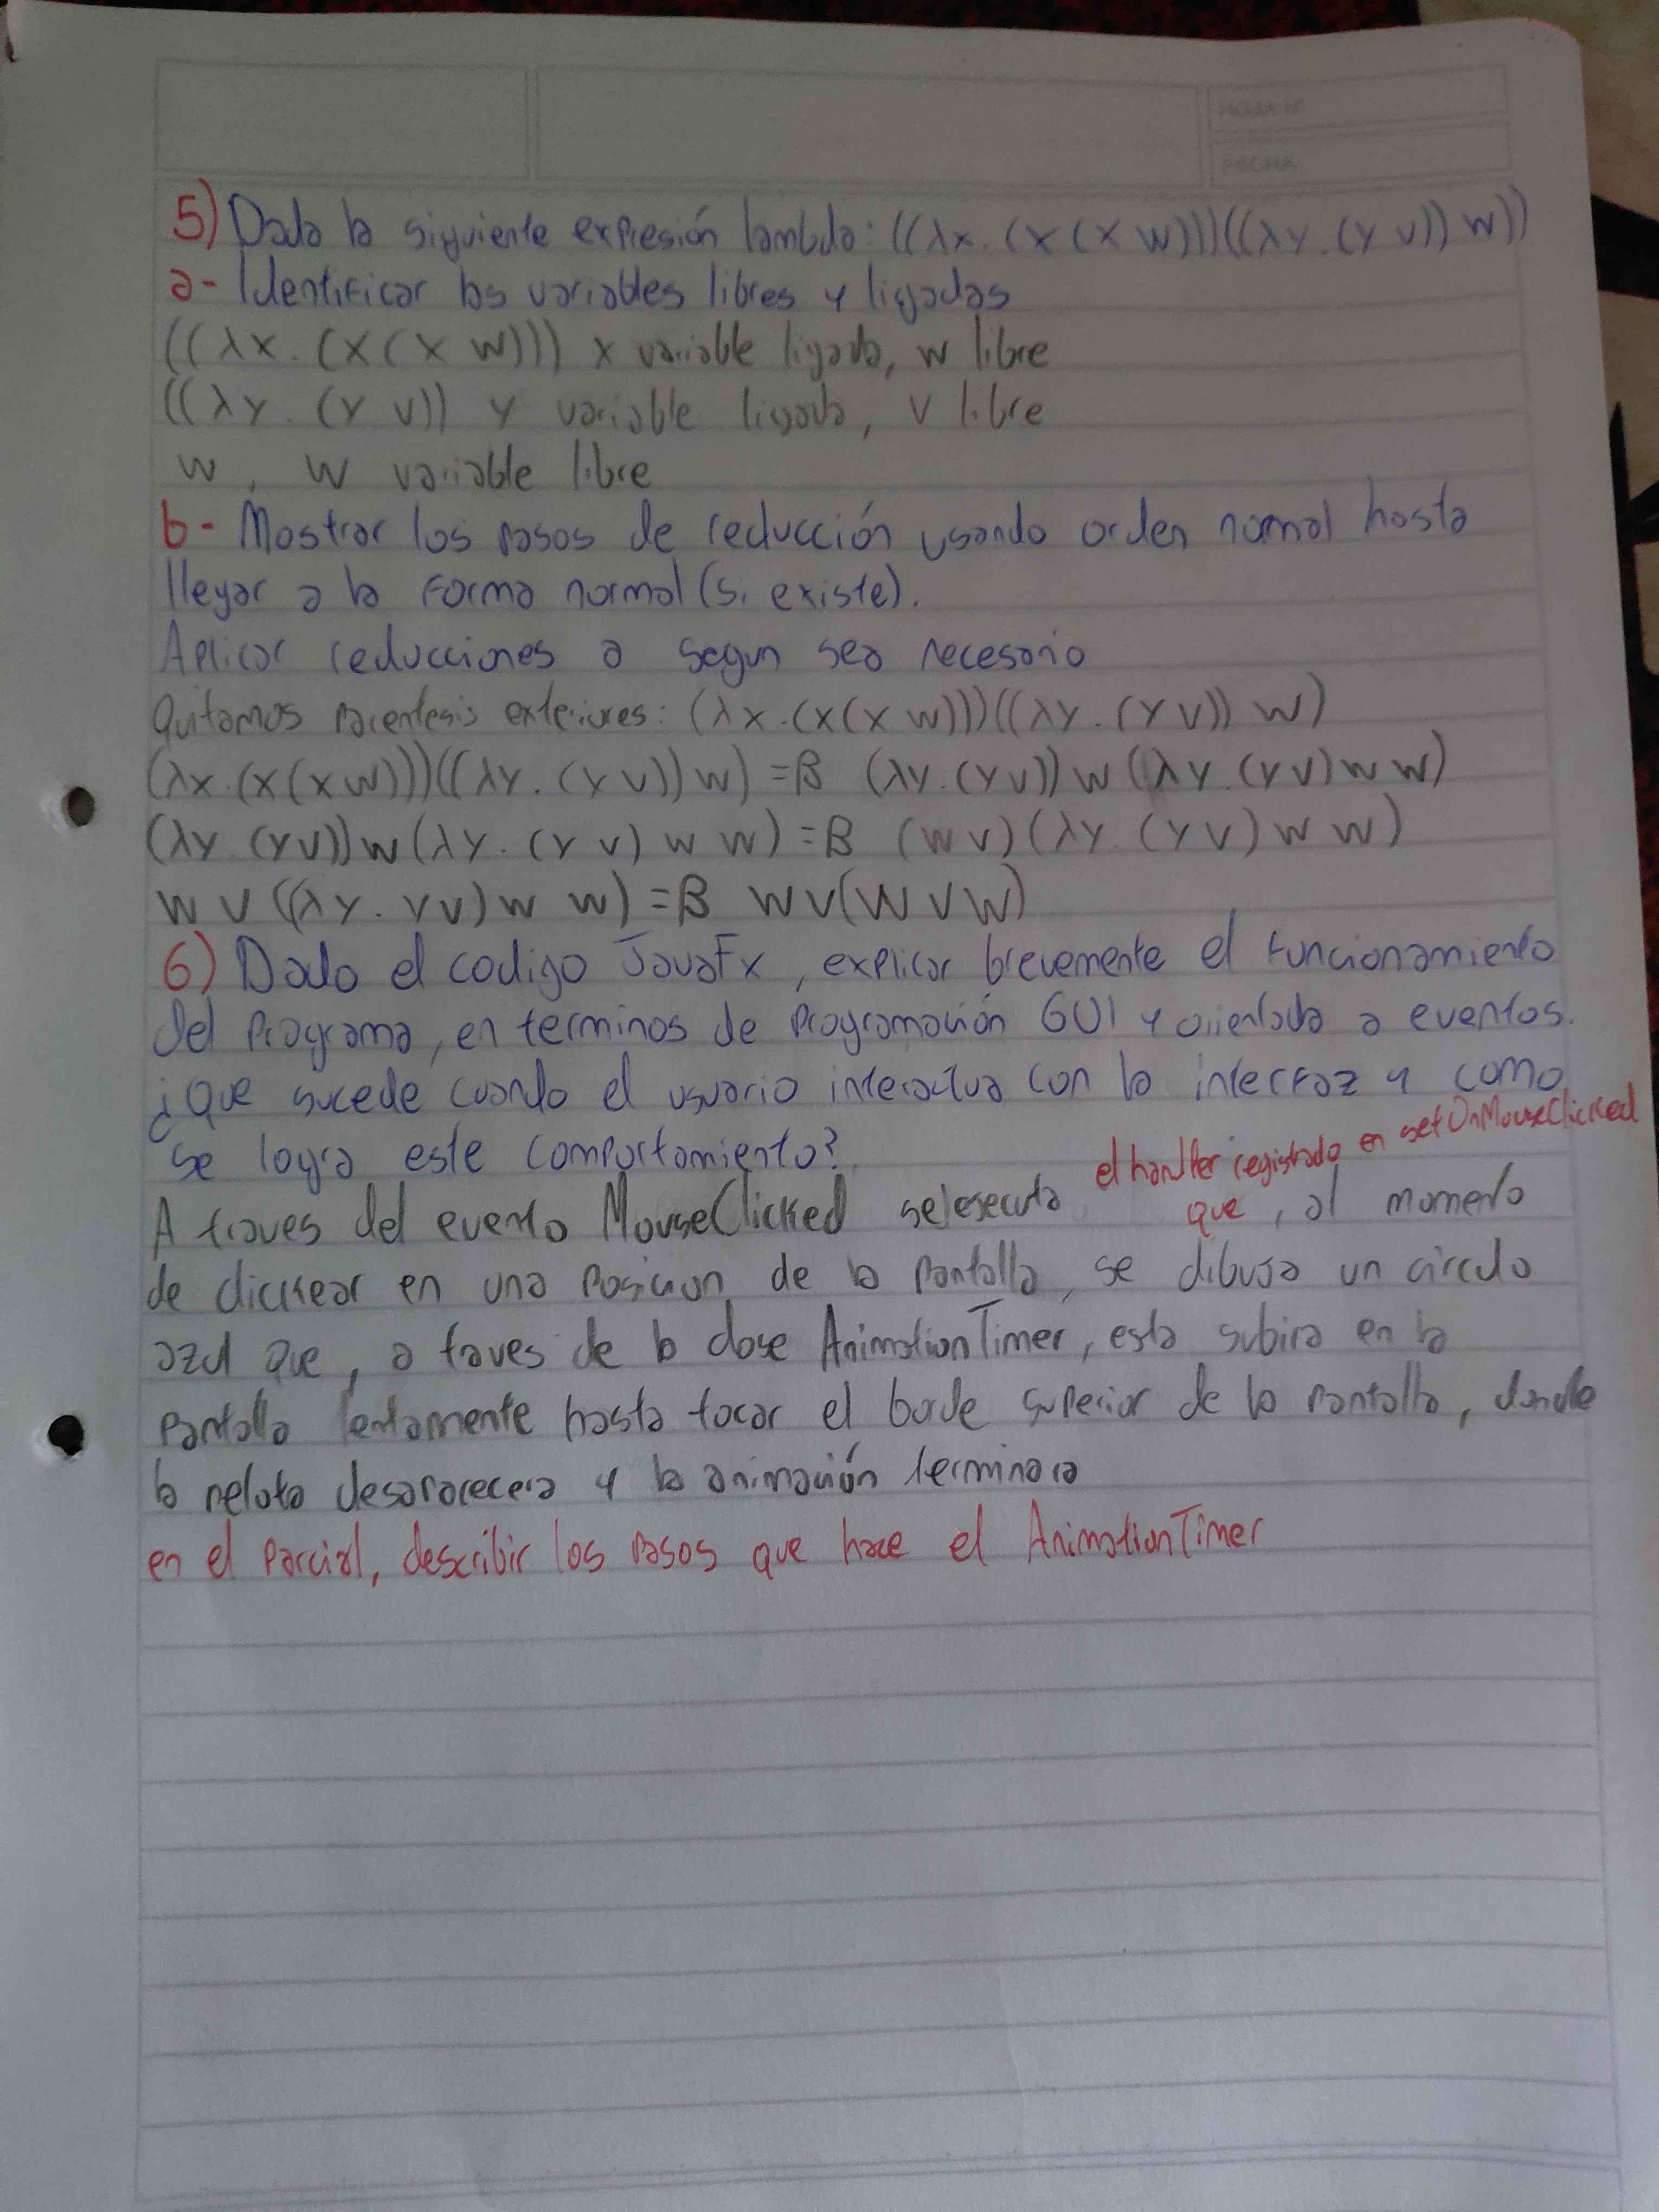 HOJA Nº
FECHA
5) Dada la siguiente expresión lambda: ((λx.(x(x w)))((λy.(y v)) w))
a- Identificar las variables libres y ligadas
((λx.(x(x w))) x variable ligada, w libre
((λy.(y v)) y variable ligada, v libre
w, w variable libre
b- Mostrar los pasos de reducción usando orden normal hasta
llegar a la forma normal (si existe).
Aplicar reducciones a segun sea necesario
Quitamos parentesis exteriores: (λx.(x(x w)))((λy.(y v)) w)
(λx.(x(x w)))((λy.(y v)) w) =β (λy.(y v)) w (λy.(y v) w w)
(λy.(y v)) w (λy.(y v) w w) =β (w v)(λy.(y v) w w)
w v ((λy. y v) w w) =β w v (w v w)
6) Dado el codigo JavaFx, explicar brevemente el funcionamiento
del programa, en terminos de programación GUI y orientada a eventos.
¿Que sucede cuando el usuario interactua con la interfaz y como
se logra este comportamiento?
el handler registrado en setOnMouseClicked
A traves del evento MouseClicked se ejecuta que, al momento
de clickear en una posicion de la pantalla, se dibuja un circulo
azul que, a taves de la clase AnimationTimer, esta subira en la
pantalla lentamente hasta tocar el borde superior de la pantalla, donde
la pelota desaparecera y la animación terminara
en el parcial, describir los pasos que hace el AnimationTimer